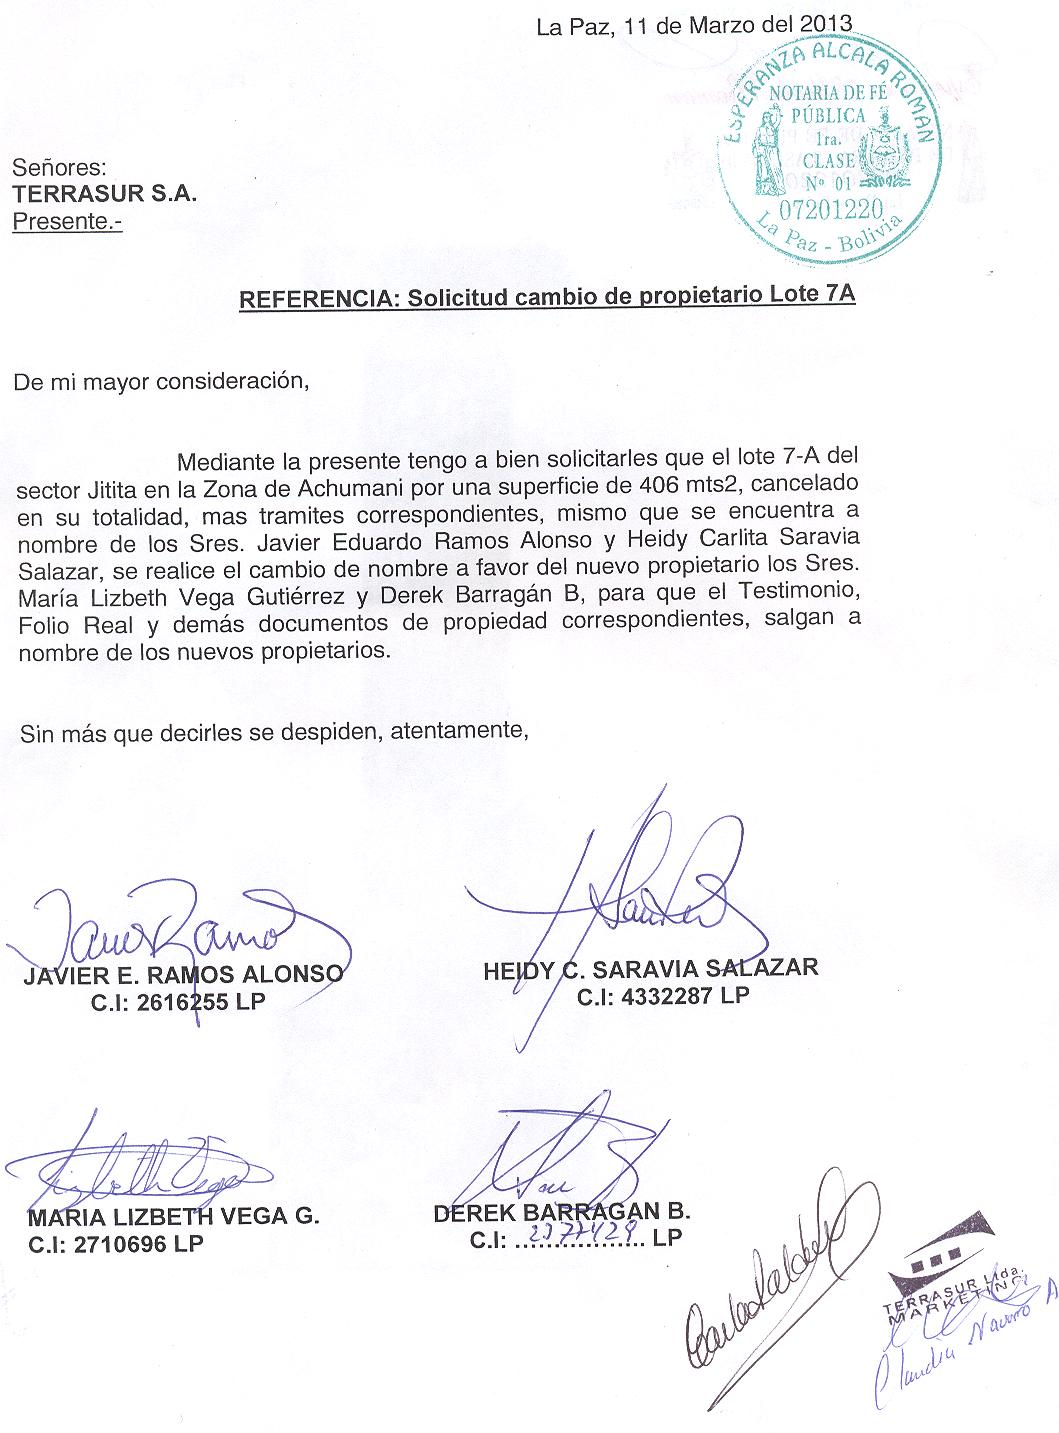 La Paz, 11 de Marzo del 2013
ESPERANZA ALCALA ROMAN
NOTARIA DE FÉ
PÚBLICA
1ra.
CLASE
Nº 01
07201220
La Paz - Bolivia
Señores:
TERRASUR S.A.
Presente.-
REFERENCIA: Solicitud cambio de propietario Lote 7A
De mi mayor consideración,
Mediante la presente tengo a bien solicitarles que el lote 7-A del
sector Jitita en la Zona de Achumani por una superficie de 406 mts2, cancelado
en su totalidad, mas tramites correspondientes, mismo que se encuentra a
nombre de los Sres. Javier Eduardo Ramos Alonso y Heidy Carlita Saravia
Salazar, se realice el cambio de nombre a favor del nuevo propietario los Sres.
María Lizbeth Vega Gutiérrez y Derek Barragán B, para que el Testimonio,
Folio Real y demás documentos de propiedad correspondientes, salgan a
nombre de los nuevos propietarios.
Sin más que decirles se despiden, atentamente,
JAVIER E. RAMOS ALONSO
C.I: 2616255 LP
HEIDY C. SARAVIA SALAZAR
C.I: 4332287 LP
Lizbeth Vega
MARIA LIZBETH VEGA G.
C.I: 2710696 LP
DEREK BARRAGAN B.
C.I: ................. LP
TERRASUR Ltda.
MARKETING
Claudia Navarro A